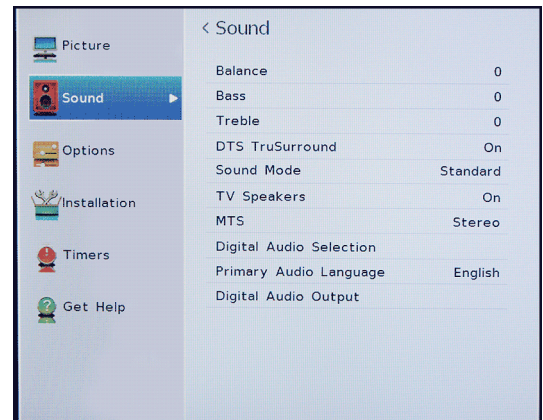 Picture
Sound
Options
Installation
Timers
Get Help
< Sound
Balance 0
Bass 0
Treble 0
DTS TruSurround On
Sound Mode Standard
TV Speakers On
MTS Stereo
Digital Audio Selection
Primary Audio Language English
Digital Audio Output